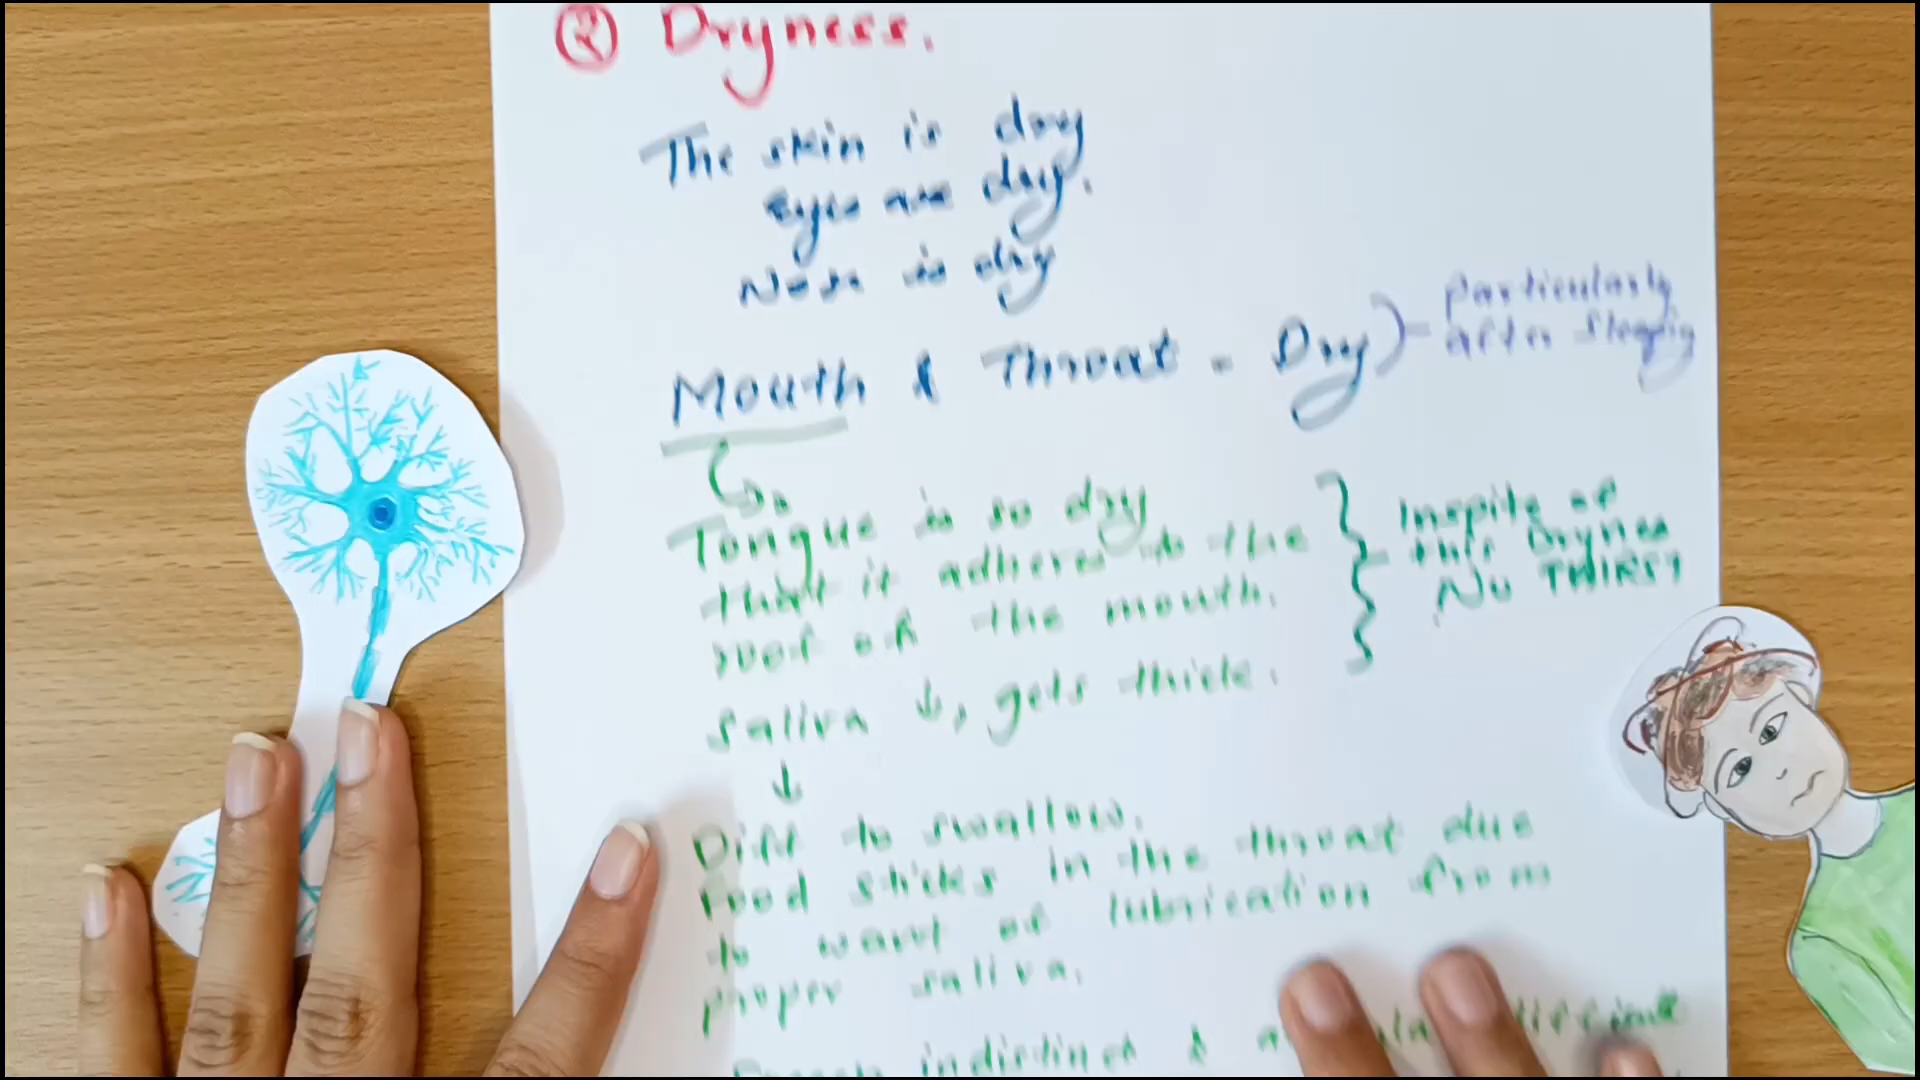 ② Dryness.
The skin is dry
Eyes are dry.
Nose is dry
Mouth & Throat - Dry
particularly
after sleeping
Tongue is so dry
that it adheres to the
roof of the mouth.
Inspite of
this Dryness
NO THIRST
Saliva ↓, gets thick.
↓
Diff to swallow.
Food sticks in the throat due
to want of lubrication from
proper saliva.
indistinct &